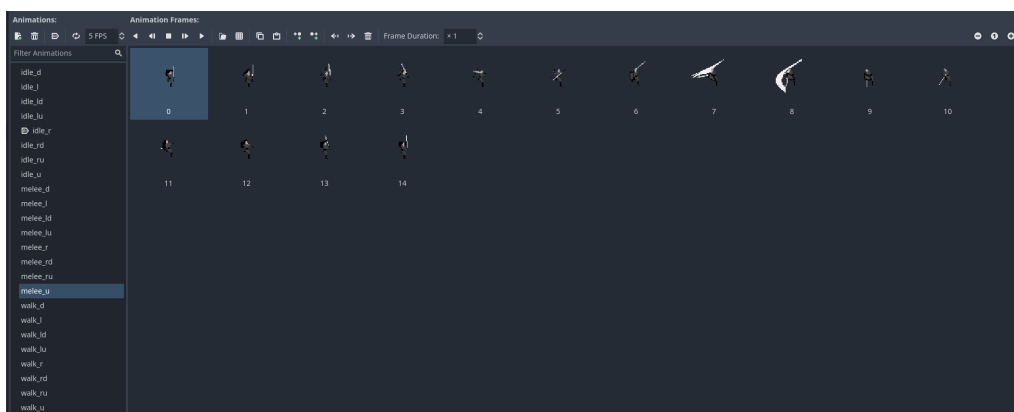 Animations: Animation Frames:
5 FPS Frame Duration: × 1
Filter Animations
idle_d
idle_l
idle_ld
idle_lu
idle_r
idle_rd
idle_ru
idle_u
melee_d
melee_l
melee_ld
melee_lu
melee_r
melee_rd
melee_ru
melee_u
walk_d
walk_l
walk_ld
walk_lu
walk_r
walk_rd
walk_ru
walk_u
0 1 2 3 4 5 6 7 8 9 10
11 12 13 14